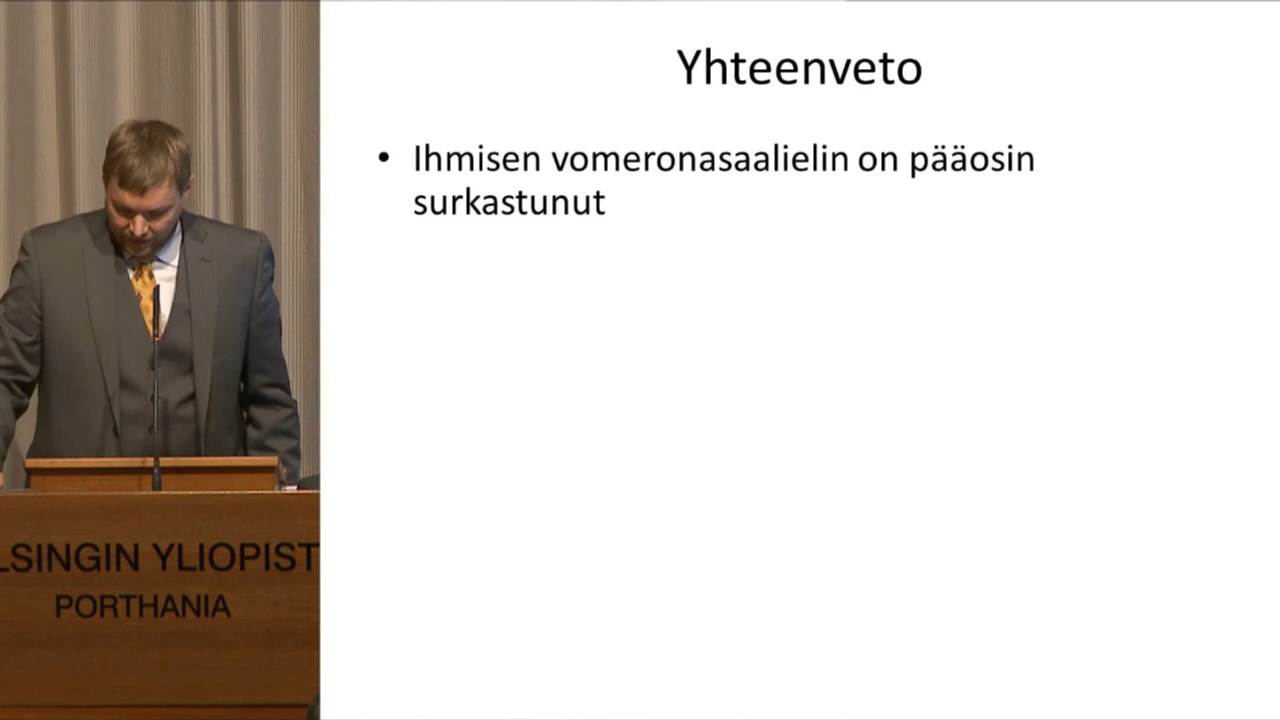 Yhteenveto
• Ihmisen vomeronasaalielin on pääosin
surkastunut
LSINGIN YLIOPIST
PORTHANIA